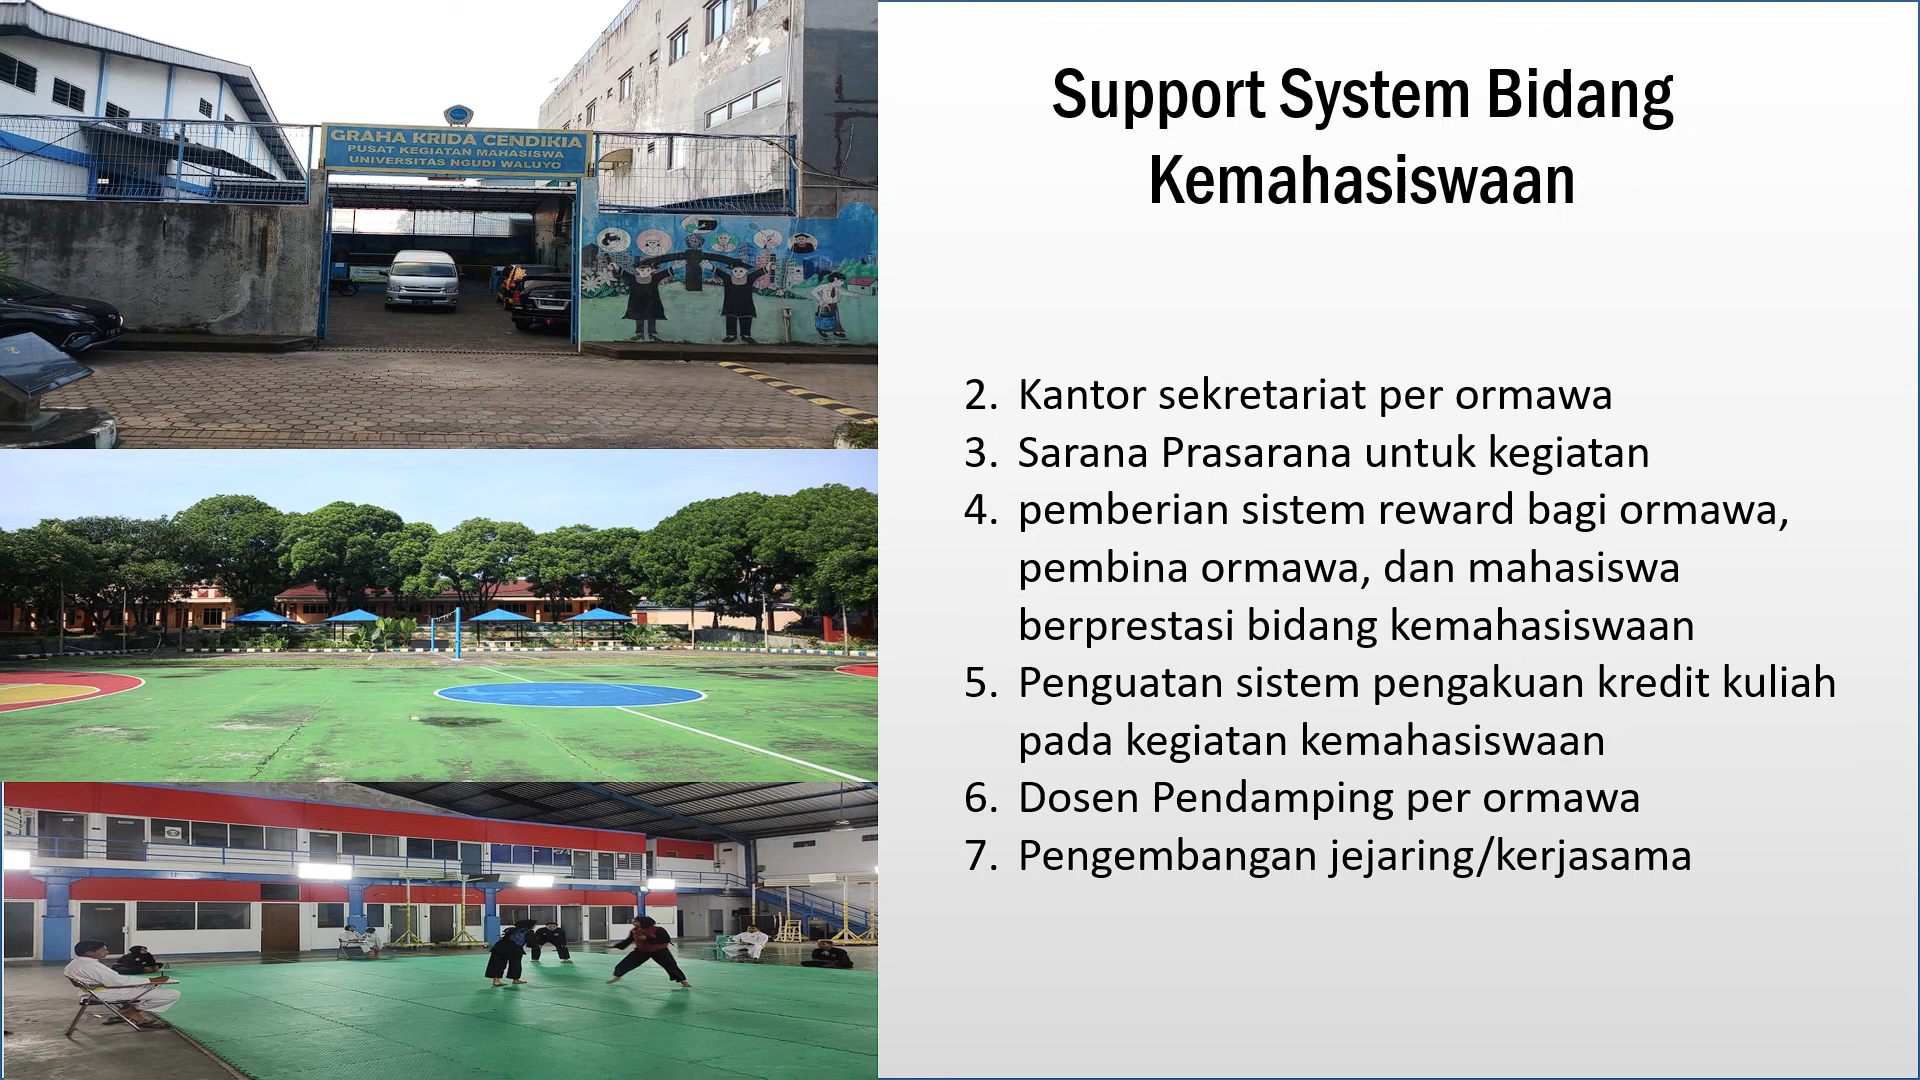 GRAHA KRIDA CENDIKIA
PUSAT KEGIATAN MAHASISWA
UNIVERSITAS NGUDI WALUYO
Support System Bidang
Kemahasiswaan
2. Kantor sekretariat per ormawa
3. Sarana Prasarana untuk kegiatan
4. pemberian sistem reward bagi ormawa,
pembina ormawa, dan mahasiswa
berprestasi bidang kemahasiswaan
5. Penguatan sistem pengakuan kredit kuliah
pada kegiatan kemahasiswaan
6. Dosen Pendamping per ormawa
7. Pengembangan jejaring/kerjasama